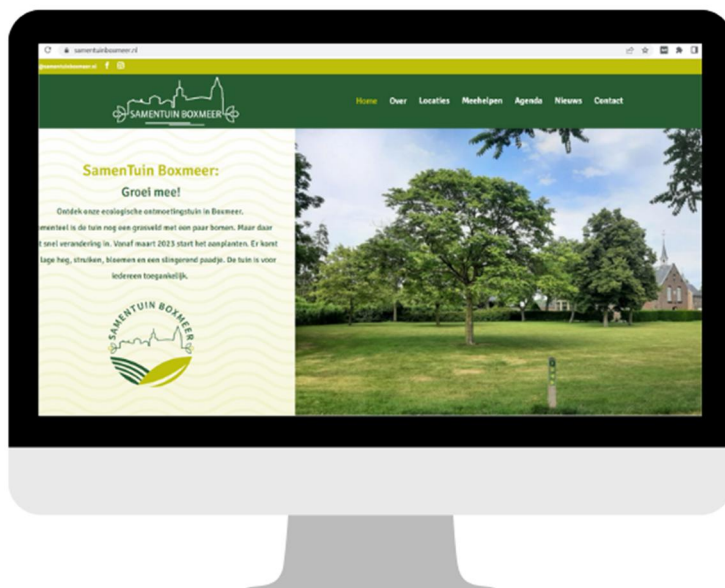 samentuinboxmeer.nl
@samentuinboxmeer.nl
SAMENTUIN BOXMEER
Home Over Locaties Meehelpen Agenda Nieuws Contact
SamenTuin Boxmeer:
Groei mee!
Ontdek onze ecologische ontmoetingstuin in Boxmeer.
menteel is de tuin nog een grasveld met een paar bomen. Maar daar
t snel verandering in. Vanaf maart 2023 start het aanplanten. Er komt
lage heg, struiken, bloemen en een slingerend paadje. De tuin is voor
iedereen toegankelijk.
SAMENTUIN BOXMEER